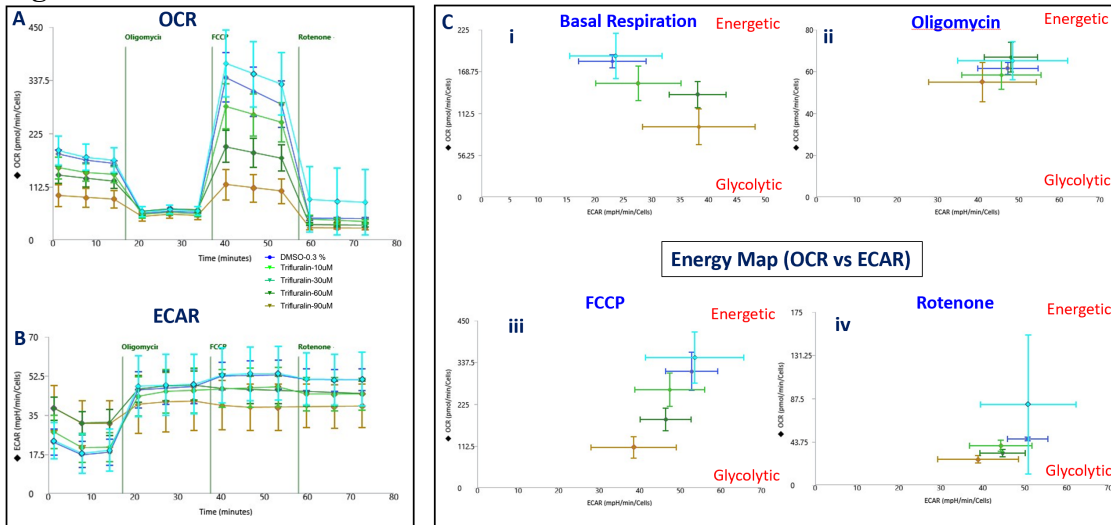 A
OCR
Oligomycin
FCCP
Rotenone
450
337.5
225
112.5
0
◆ OCR (pmol/min/Cells)
0 10 20 30 40 50 60 70 80
Time (minutes)
DMSO-0.3 %
Trifluralin-10uM
Trifluralin-30uM
Trifluralin-60uM
Trifluralin-90uM
B
ECAR
Oligomycin
FCCP
Rotenone
70
52.5
35
17.5
0
◆ ECAR (mpH/min/Cells)
0 10 20 30 40 50 60 70 80
Time (minutes)
C
i
Basal Respiration
Energetic
225
168.75
112.5
5625
0
◆ OCR (pmol/min/Cells)
Glycolytic
0 5 10 15 20 25 30 35 40 45 50
ECAR (mpH/min/Cells)
ii
Oligomycin
Energetic
80
60
40
20
0
◆ OCR (pmol/min/Cells)
Glycolytic
0 10 20 30 40 50 60 70
ECAR (mpH/min/Cells)
Energy Map (OCR vs ECAR)
iii
FCCP
Energetic
450
337.5
225
112.5
0
◆ OCR (pmol/min/Cells)
Glycolytic
0 10 20 30 40 50 60 70
ECAR (mpH/min/Cells)
iv
Rotenone
Energetic
175
131.25
87.5
43.75
0
◆ OCR (pmol/min/Cells)
Glycolytic
0 10 20 30 40 50 60 70
ECAR (mpH/min/Cells)